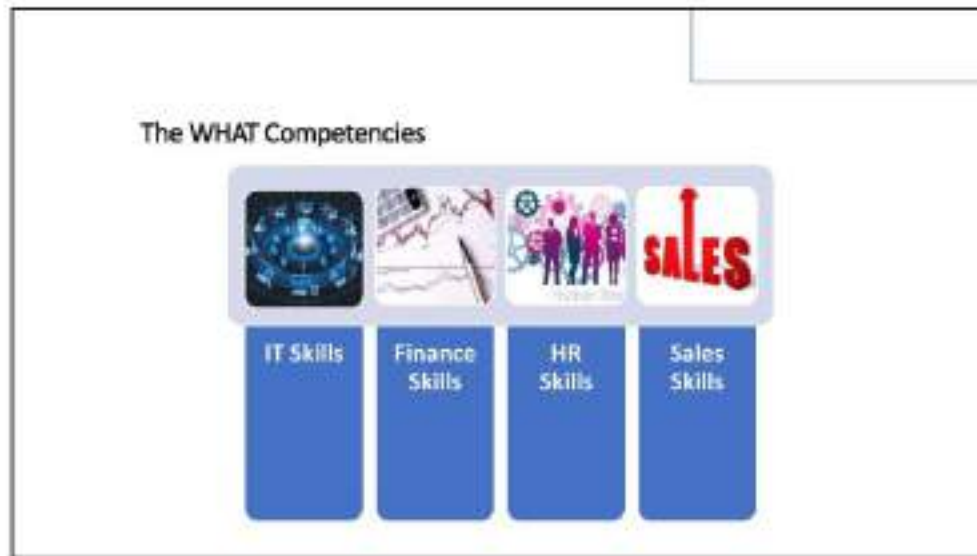 The WHAT Competencies
SALES
IT Skills
Finance
Skills
HR
Skills
Sales
Skills